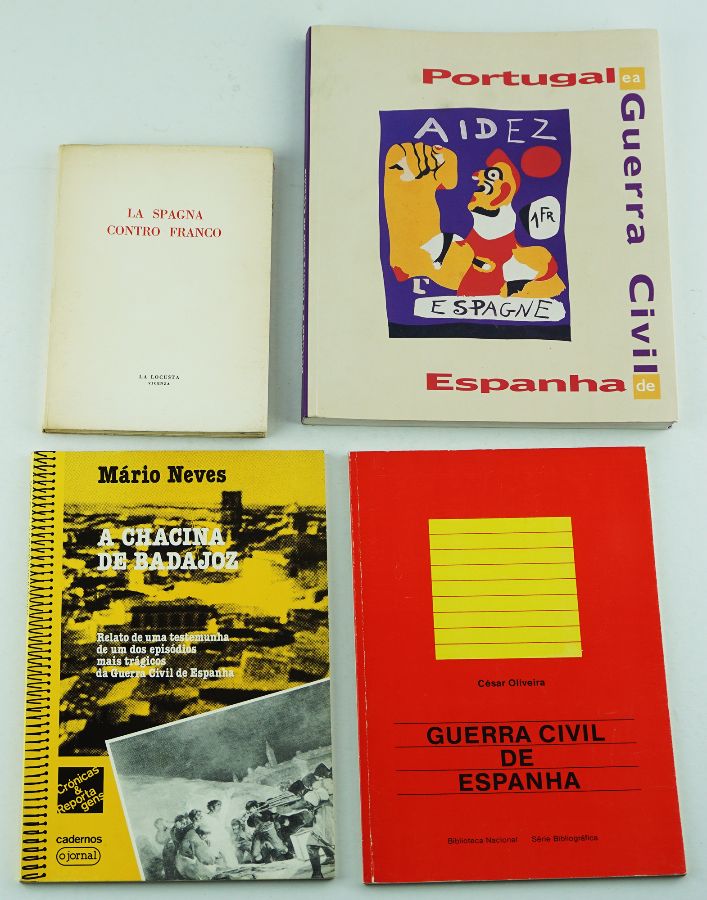 LA SPAGNA
CONTRO FRANCO
LA LOCUSTA
VICENZA
Portugal ea
Guerra Civil de
Espanha
AIDEZ
1FR
L'ESPAGNE
Mário Neves
A CHACINA
DE BADAJOZ
Relato de uma testemunha
de um dos episódios
mais trágicos
da Guerra Civil de Espanha
Crónicas
& Reporta
gens
cadernos
o jornal
César Oliveira
GUERRA CIVIL
DE
ESPANHA
Biblioteca Nacional Série Bibliográfica